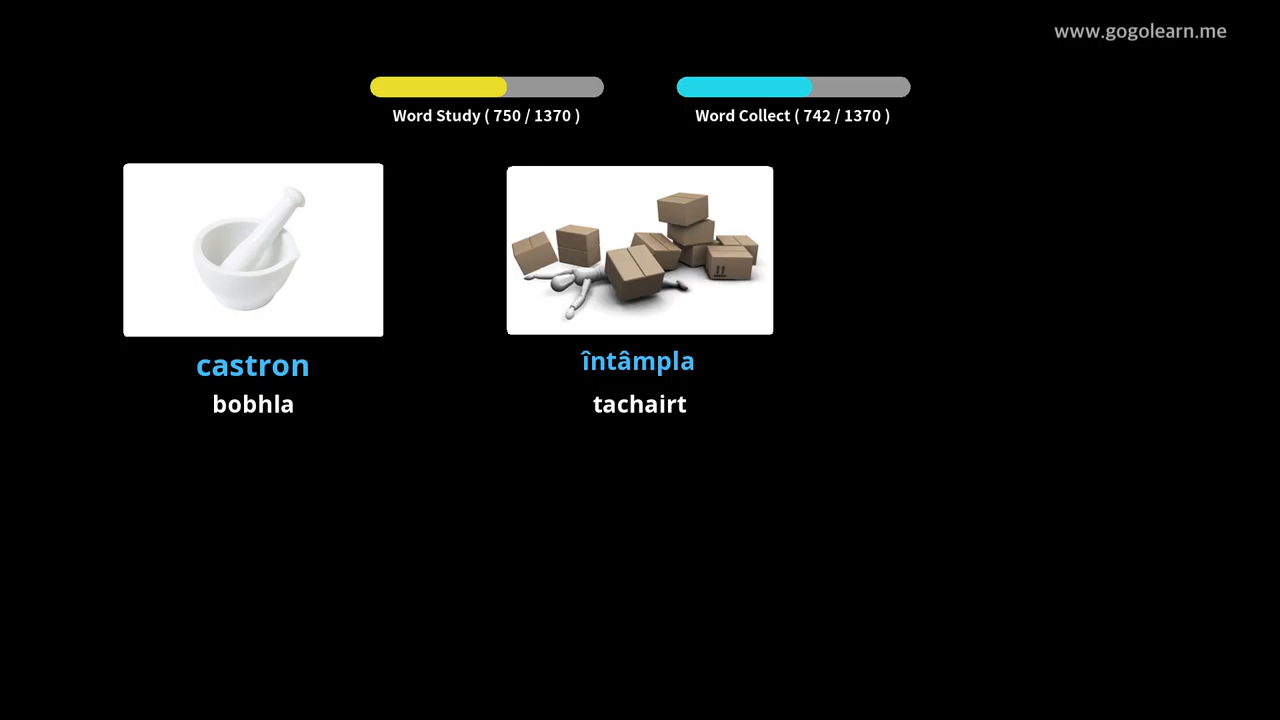 www.gogolearn.me
Word Study ( 750 / 1370 )
Word Collect ( 742 / 1370 )
castron
bobhla
întâmpla
tachairt